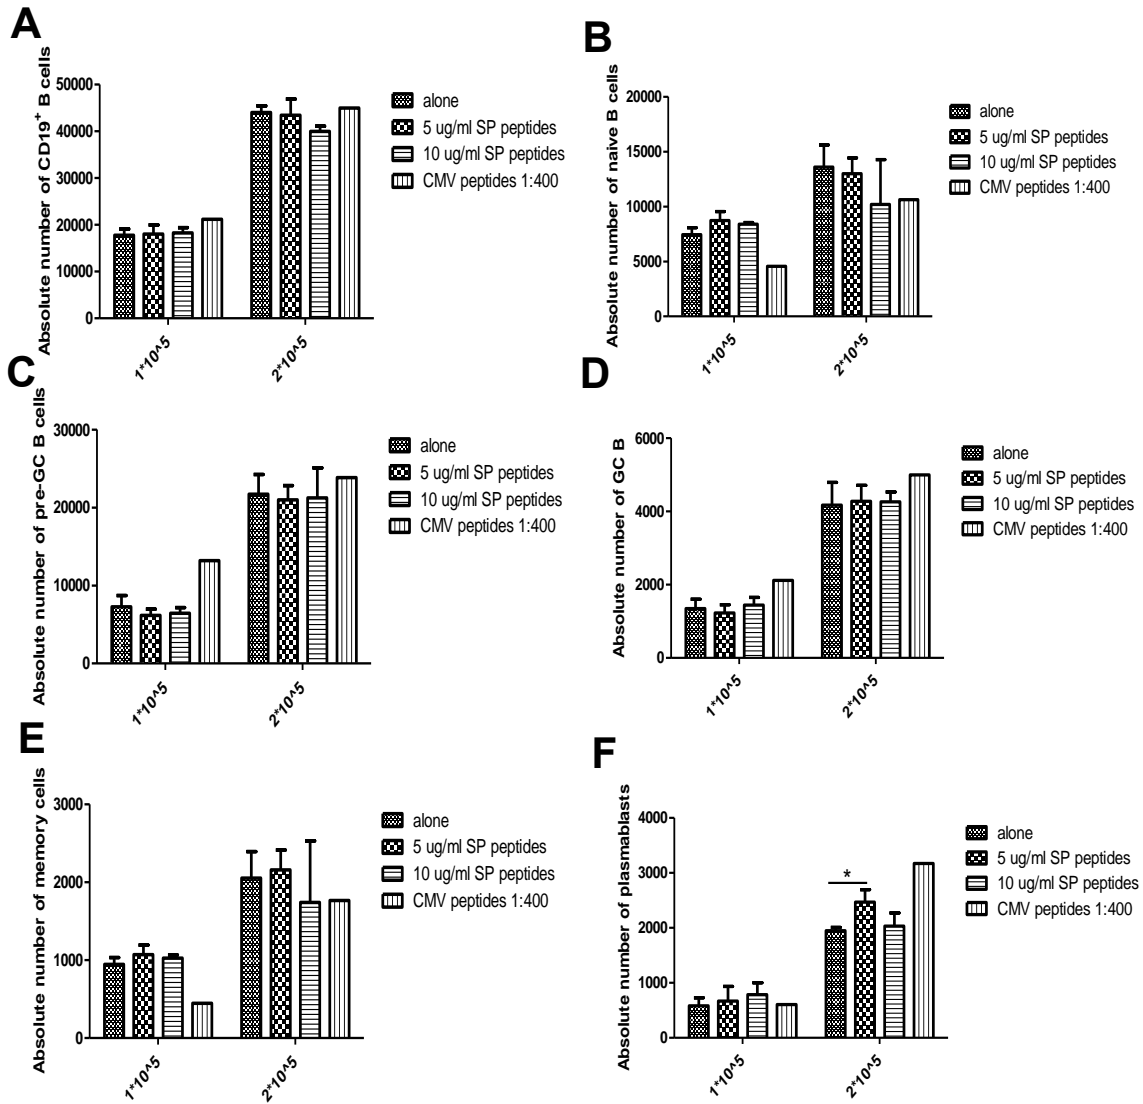 A
Absolute number of CD19+ B cells
50000
40000
30000
20000
10000
0
1*10^5
2*10^5
alone
5 ug/ml SP peptides
10 ug/ml SP peptides
CMV peptides 1:400
B
Absolute number of naive B cells
20000
15000
10000
5000
0
1*10^5
2*10^5
alone
5 ug/ml SP peptides
10 ug/ml SP peptides
CMV peptides 1:400
C
Absolute number of pre-GC B cells
30000
20000
10000
0
1*10^5
2*10^5
alone
5 ug/ml SP peptides
10 ug/ml SP peptides
CMV peptides 1:400
D
Absolute number of GC B
6000
4000
2000
0
1*10^5
2*10^5
alone
5 ug/ml SP peptides
10 ug/ml SP peptides
CMV peptides 1:400
E
Absolute number of memory cells
3000
2000
1000
0
1*10^5
2*10^5
alone
5 ug/ml SP peptides
10 ug/ml SP peptides
CMV peptides 1:400
F
Absolute number of plasmablasts
4000
3000
2000
1000
0
*
1*10^5
2*10^5
alone
5 ug/ml SP peptides
10 ug/ml SP peptides
CMV peptides 1:400